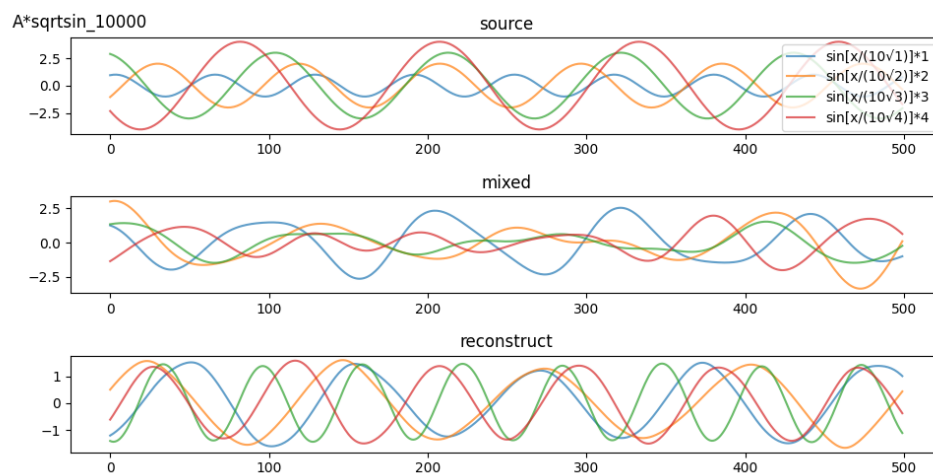 A*sqrtsin_10000
source
2.5
0.0
−2.5
sin[x/(10√1)]*1
sin[x/(10√2)]*2
sin[x/(10√3)]*3
sin[x/(10√4)]*4
0 100 200 300 400 500
mixed
2.5
0.0
−2.5
0 100 200 300 400 500
reconstruct
1
0
−1
0 100 200 300 400 500